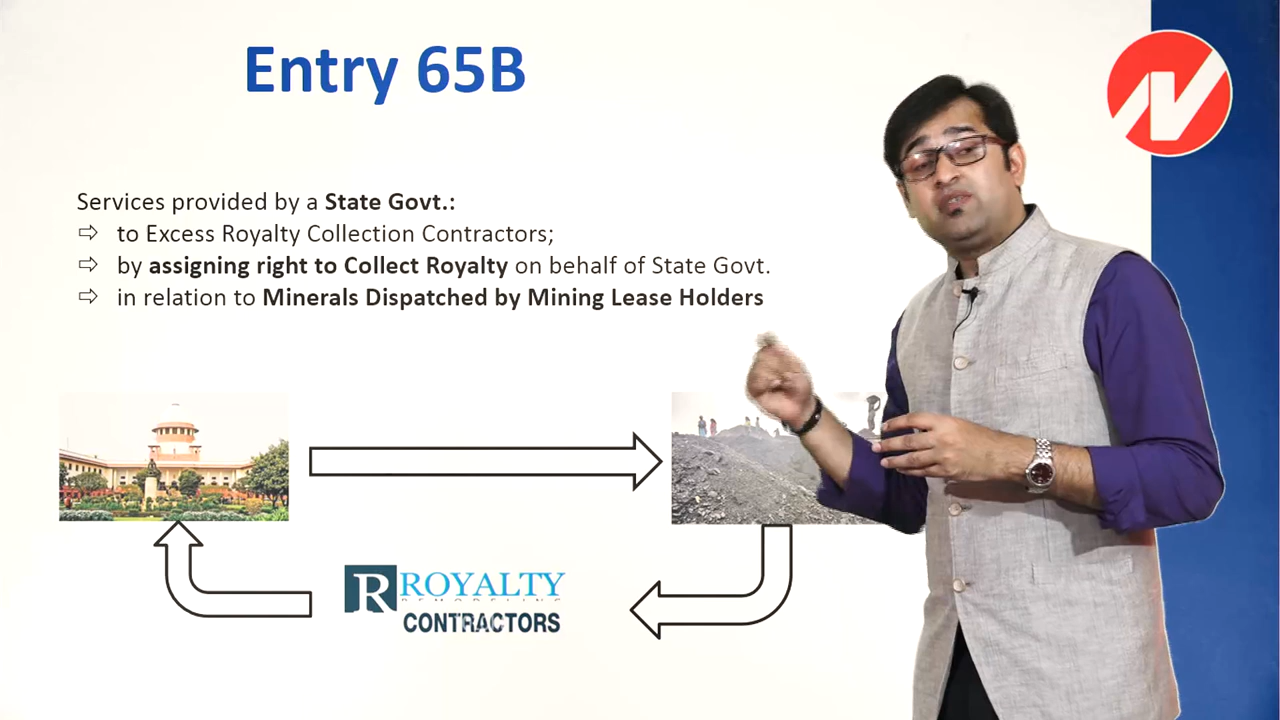 Entry 65B
Services provided by a State Govt.:
⇨ to Excess Royalty Collection Contractors;
⇨ by assigning right to Collect Royalty on behalf of State Govt.
⇨ in relation to Minerals Dispatched by Mining Lease Holders
R ROYALTY
REMODELING
CONTRACTORS